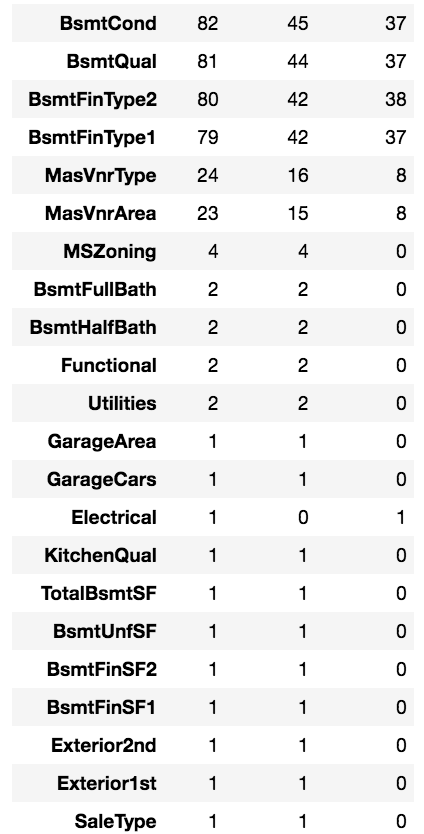 BsmtCond 82 45 37
BsmtQual 81 44 37
BsmtFinType2 80 42 38
BsmtFinType1 79 42 37
MasVnrType 24 16 8
MasVnrArea 23 15 8
MSZoning 4 4 0
BsmtFullBath 2 2 0
BsmtHalfBath 2 2 0
Functional 2 2 0
Utilities 2 2 0
GarageArea 1 1 0
GarageCars 1 1 0
Electrical 1 0 1
KitchenQual 1 1 0
TotalBsmtSF 1 1 0
BsmtUnfSF 1 1 0
BsmtFinSF2 1 1 0
BsmtFinSF1 1 1 0
Exterior2nd 1 1 0
Exterior1st 1 1 0
SaleType 1 1 0